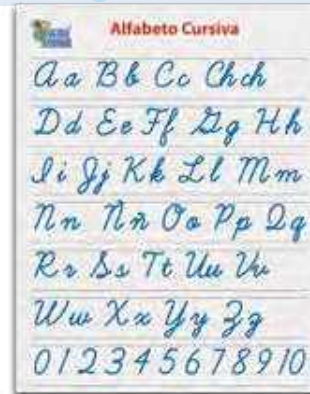 Alfabeto Cursiva
Aa Bb Cc Chch
Dd Ee Ff Gg Hh
Ii Jj Kk Ll Mm
Nn Ññ Oo Pp Qq
Rr Ss Tt Uu Vv
Ww Xx Yy Zz
012345678910